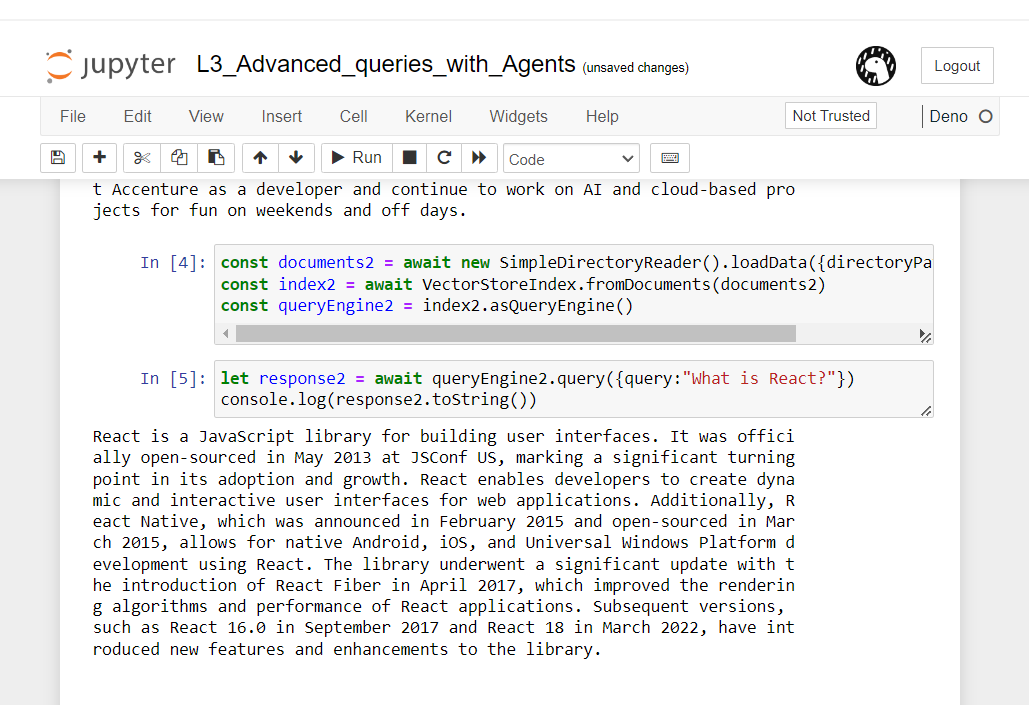 jupyter L3_Advanced_queries_with_Agents (unsaved changes) Logout
File Edit View Insert Cell Kernel Widgets Help Not Trusted Deno
Run Code
t Accenture as a developer and continue to work on AI and cloud-based pro
jects for fun on weekends and off days.
In [4]: const documents2 = await new SimpleDirectoryReader().loadData({directoryPa
const index2 = await VectorStoreIndex.fromDocuments(documents2)
const queryEngine2 = index2.asQueryEngine()
In [5]: let response2 = await queryEngine2.query({query:"What is React?"})
console.log(response2.toString())
React is a JavaScript library for building user interfaces. It was offici
ally open-sourced in May 2013 at JSConf US, marking a significant turning
point in its adoption and growth. React enables developers to create dyna
mic and interactive user interfaces for web applications. Additionally, R
eact Native, which was announced in February 2015 and open-sourced in Mar
ch 2015, allows for native Android, iOS, and Universal Windows Platform d
evelopment using React. The library underwent a significant update with t
he introduction of React Fiber in April 2017, which improved the renderin
g algorithms and performance of React applications. Subsequent versions,
such as React 16.0 in September 2017 and React 18 in March 2022, have int
roduced new features and enhancements to the library.